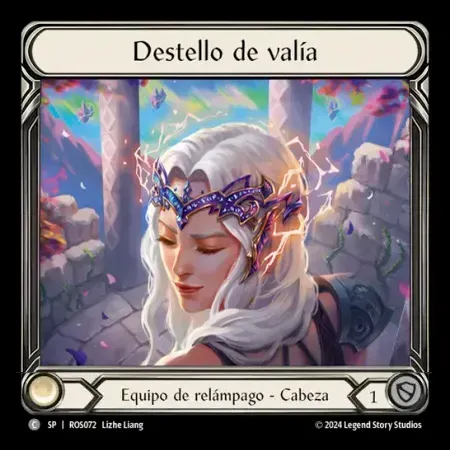 Destello de valía
Equipo de relámpago - Cabeza
1
C SP | ROS072 Lizhe Liang
© 2024 Legend Story Studios